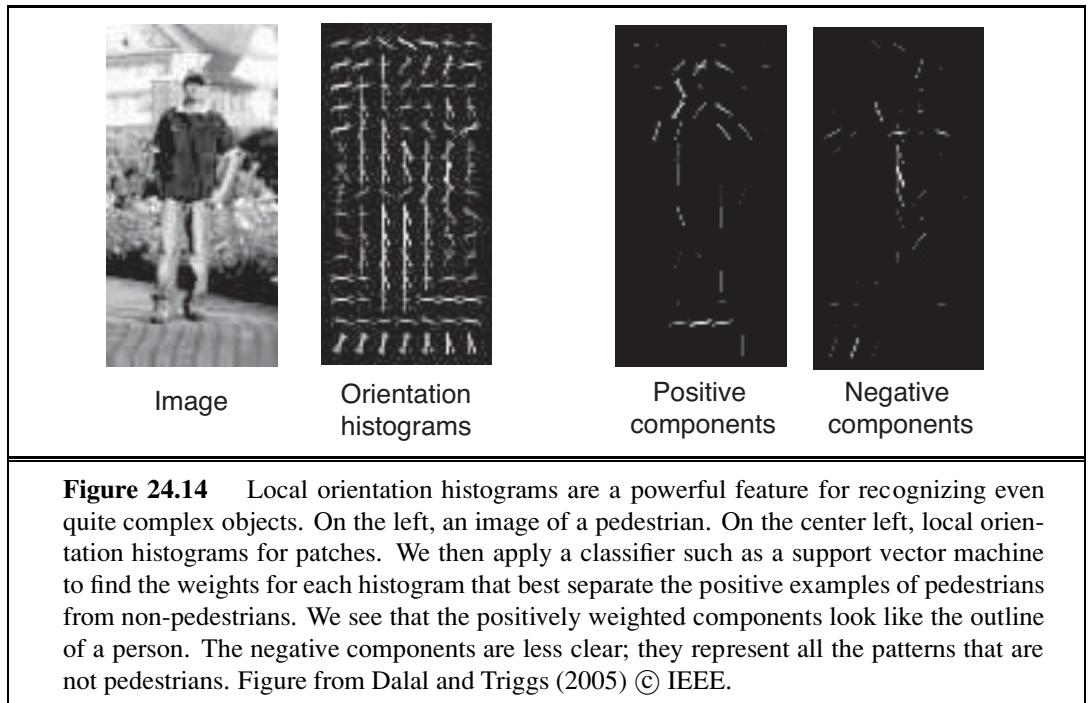 Image
Orientation
histograms
Positive
components
Negative
components
Figure 24.14 Local orientation histograms are a powerful feature for recognizing even
quite complex objects. On the left, an image of a pedestrian. On the center left, local orien-
tation histograms for patches. We then apply a classifier such as a support vector machine
to find the weights for each histogram that best separate the positive examples of pedestrians
from non-pedestrians. We see that the positively weighted components look like the outline
of a person. The negative components are less clear; they represent all the patterns that are
not pedestrians. Figure from Dalal and Triggs (2005) © IEEE.